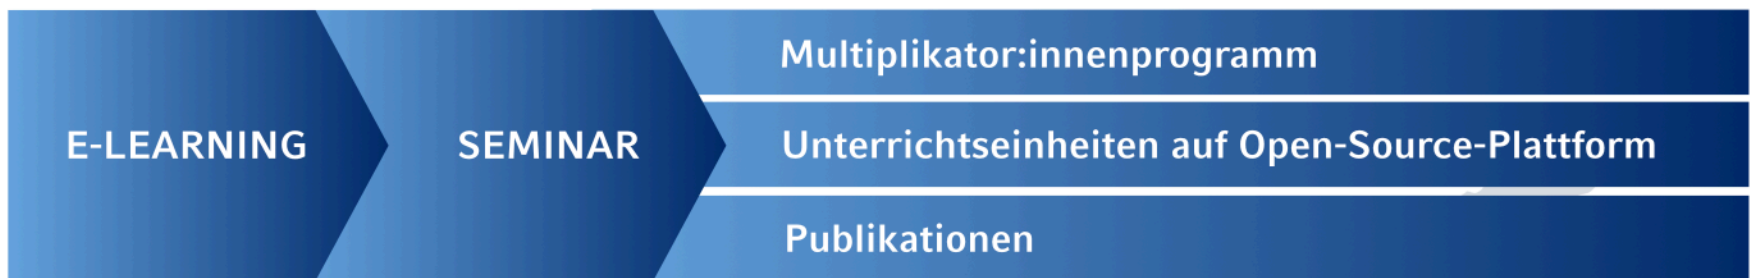 E-LEARNING
SEMINAR
Multiplikator:innenprogramm
Unterrichtseinheiten auf Open-Source-Plattform
Publikationen